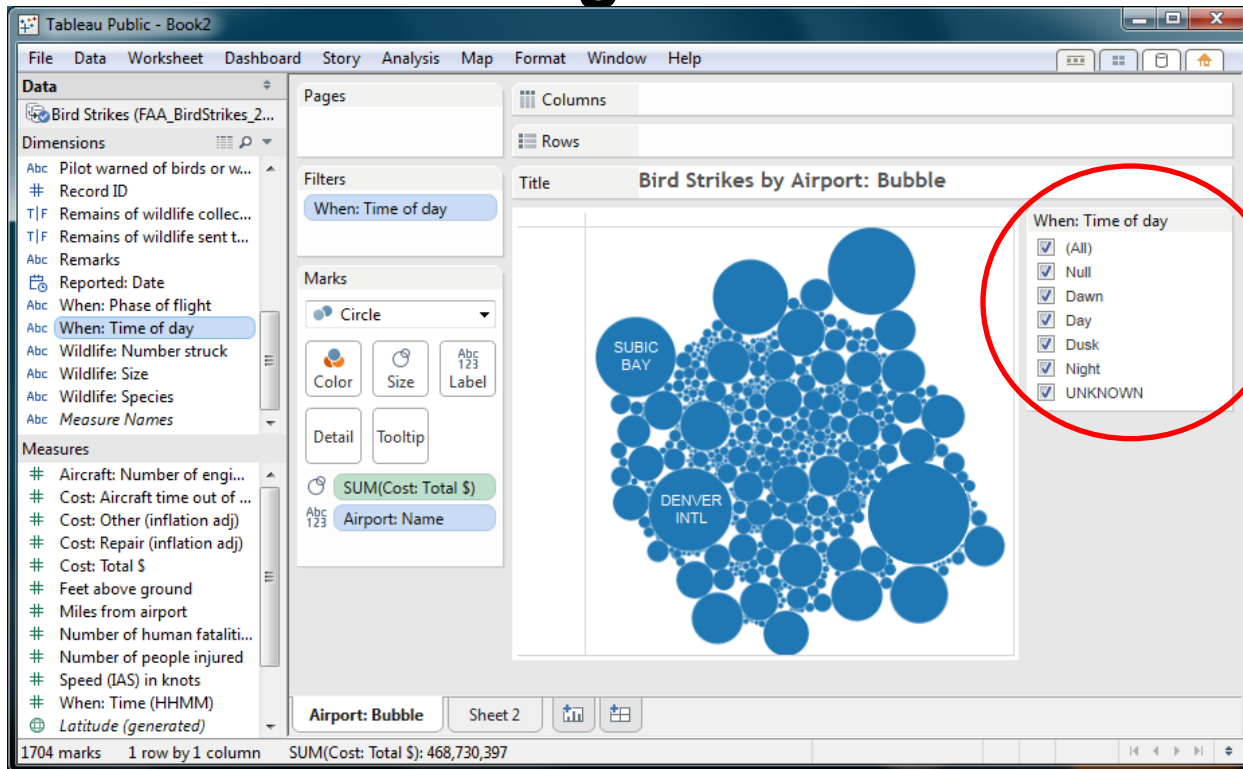 Tableau Public - Book2
File Data Worksheet Dashboard Story Analysis Map Format Window Help
Data
Bird Strikes (FAA_BirdStrikes_2...
Dimensions
Abc Pilot warned of birds or w...
# Record ID
T|F Remains of wildlife collec...
T|F Remains of wildlife sent t...
Abc Remarks
Reported: Date
Abc When: Phase of flight
Abc When: Time of day
Abc Wildlife: Number struck
Abc Wildlife: Size
Abc Wildlife: Species
Abc Measure Names
Measures
# Aircraft: Number of engi...
# Cost: Aircraft time out of ...
# Cost: Other (inflation adj)
# Cost: Repair (inflation adj)
# Cost: Total $
# Feet above ground
# Miles from airport
# Number of human fataliti...
# Number of people injured
# Speed (IAS) in knots
# When: Time (HHMM)
Latitude (generated)
Pages
Filters
When: Time of day
Marks
Circle
Color Size Abc 123 Label
Detail Tooltip
SUM(Cost: Total $)
Abc 123 Airport: Name
Columns
Rows
Title Bird Strikes by Airport: Bubble
SUBIC
BAY
DENVER
INTL
When: Time of day
(All)
Null
Dawn
Day
Dusk
Night
UNKNOWN
Airport: Bubble Sheet 2
1704 marks 1 row by 1 column SUM(Cost: Total $): 468,730,397